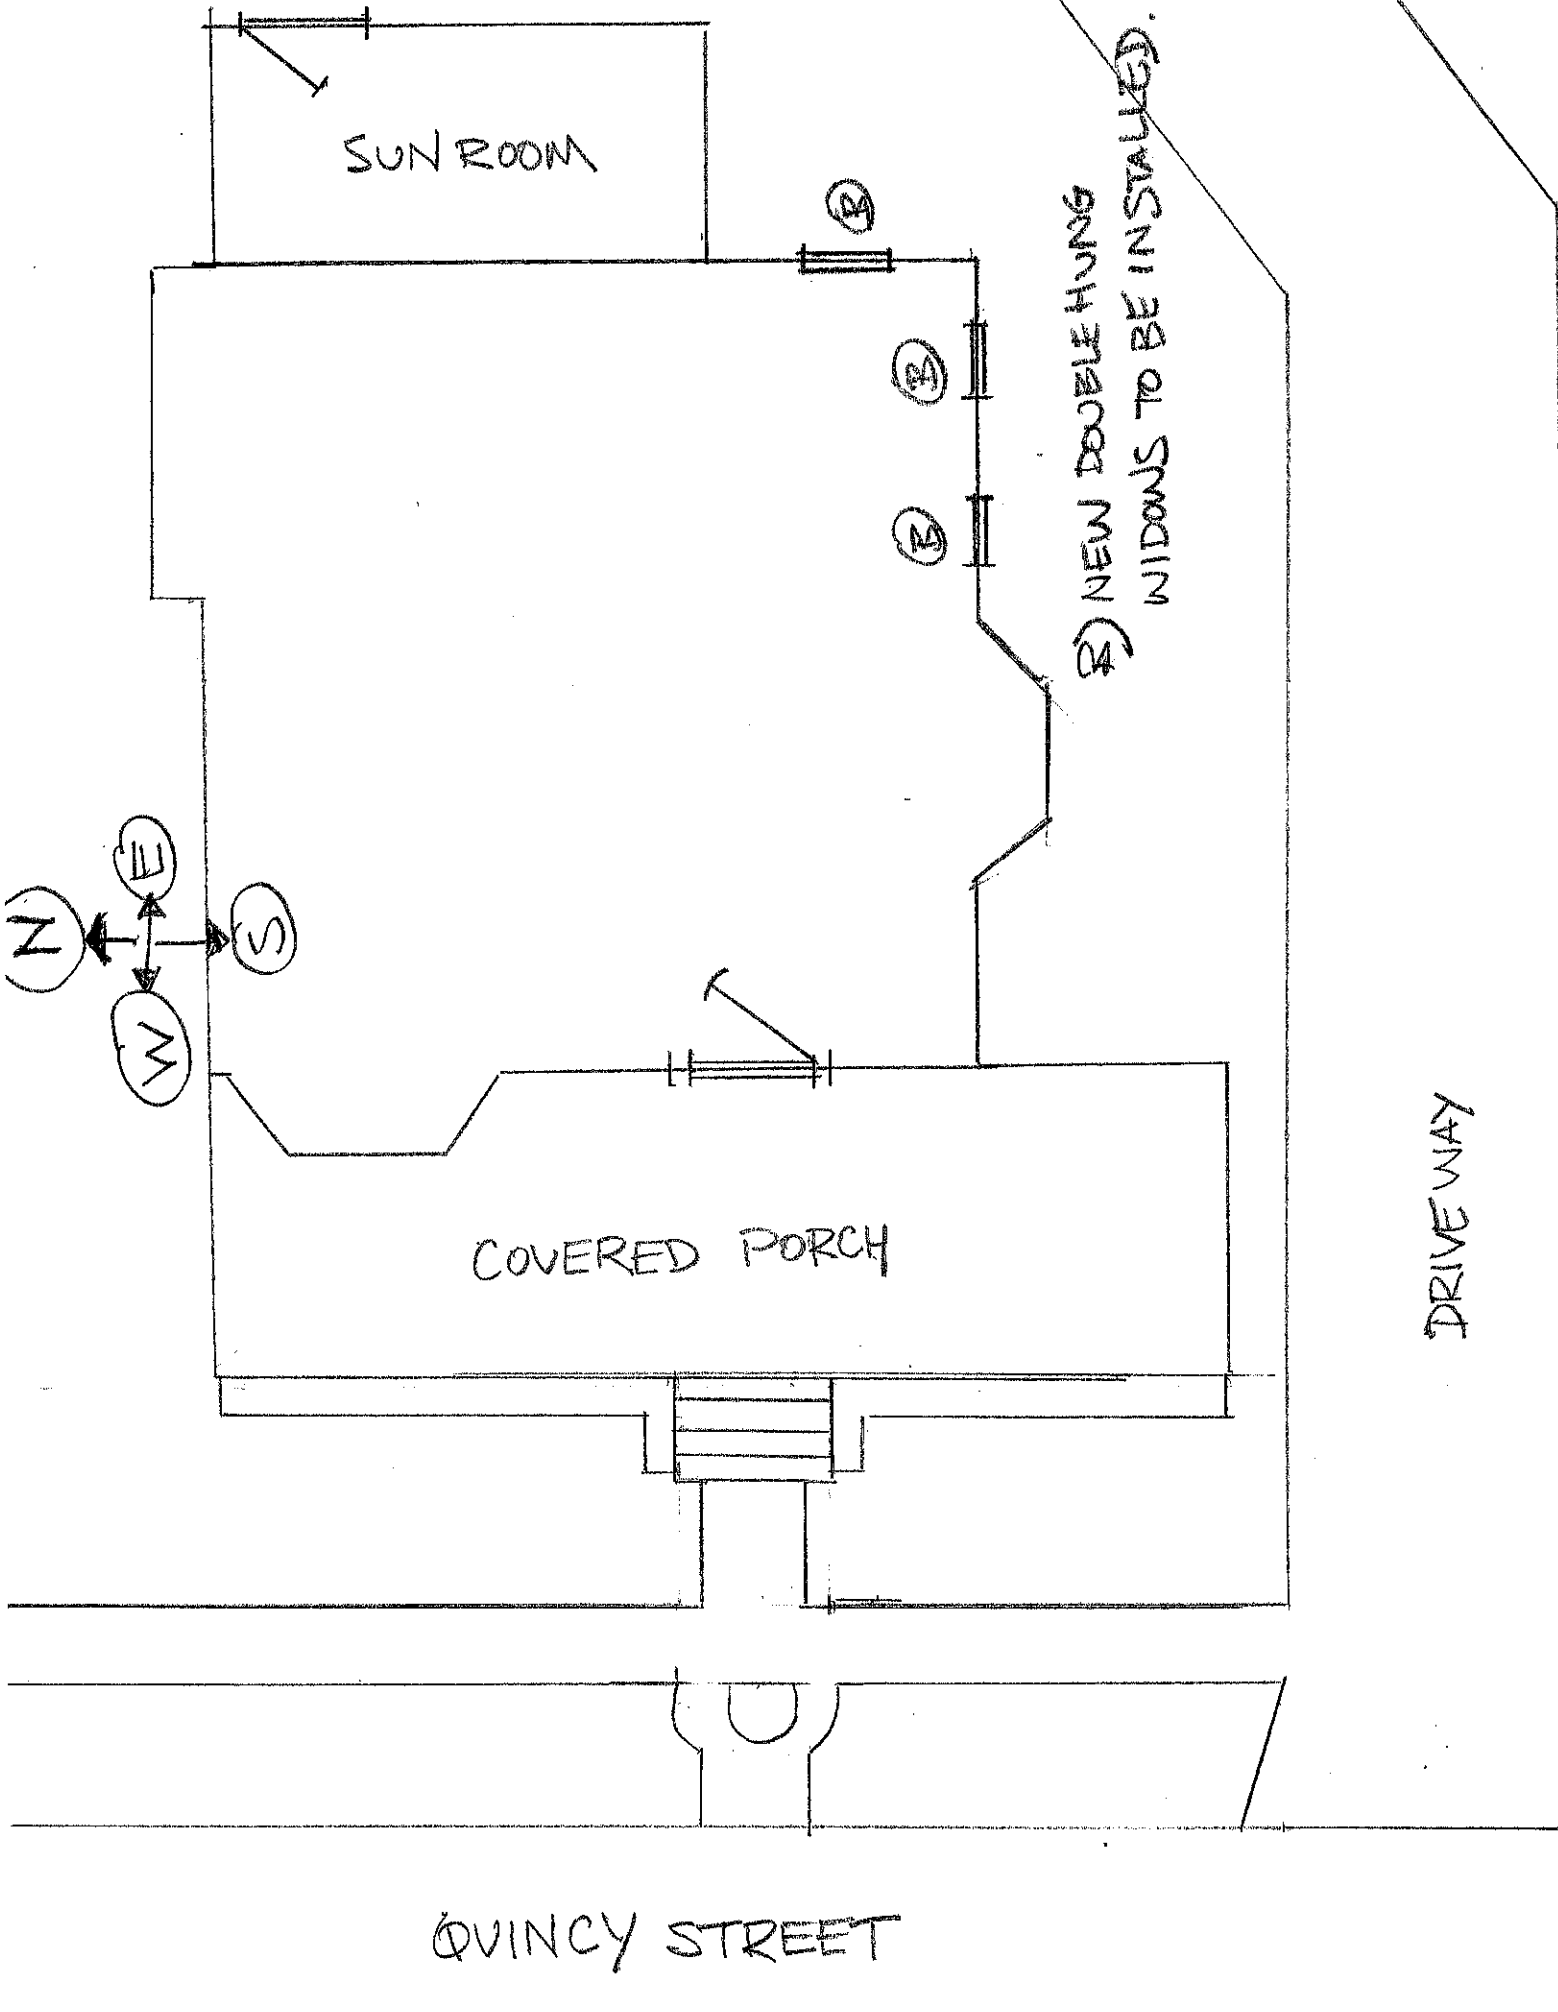 SUN ROOM
B
B
B
B) NEW DOUBLE HUNG
WIDOWS TO BE INSTALLED).
N
E
S
W
COVERED PORCH
DRIVEWAY
QUINCY STREET